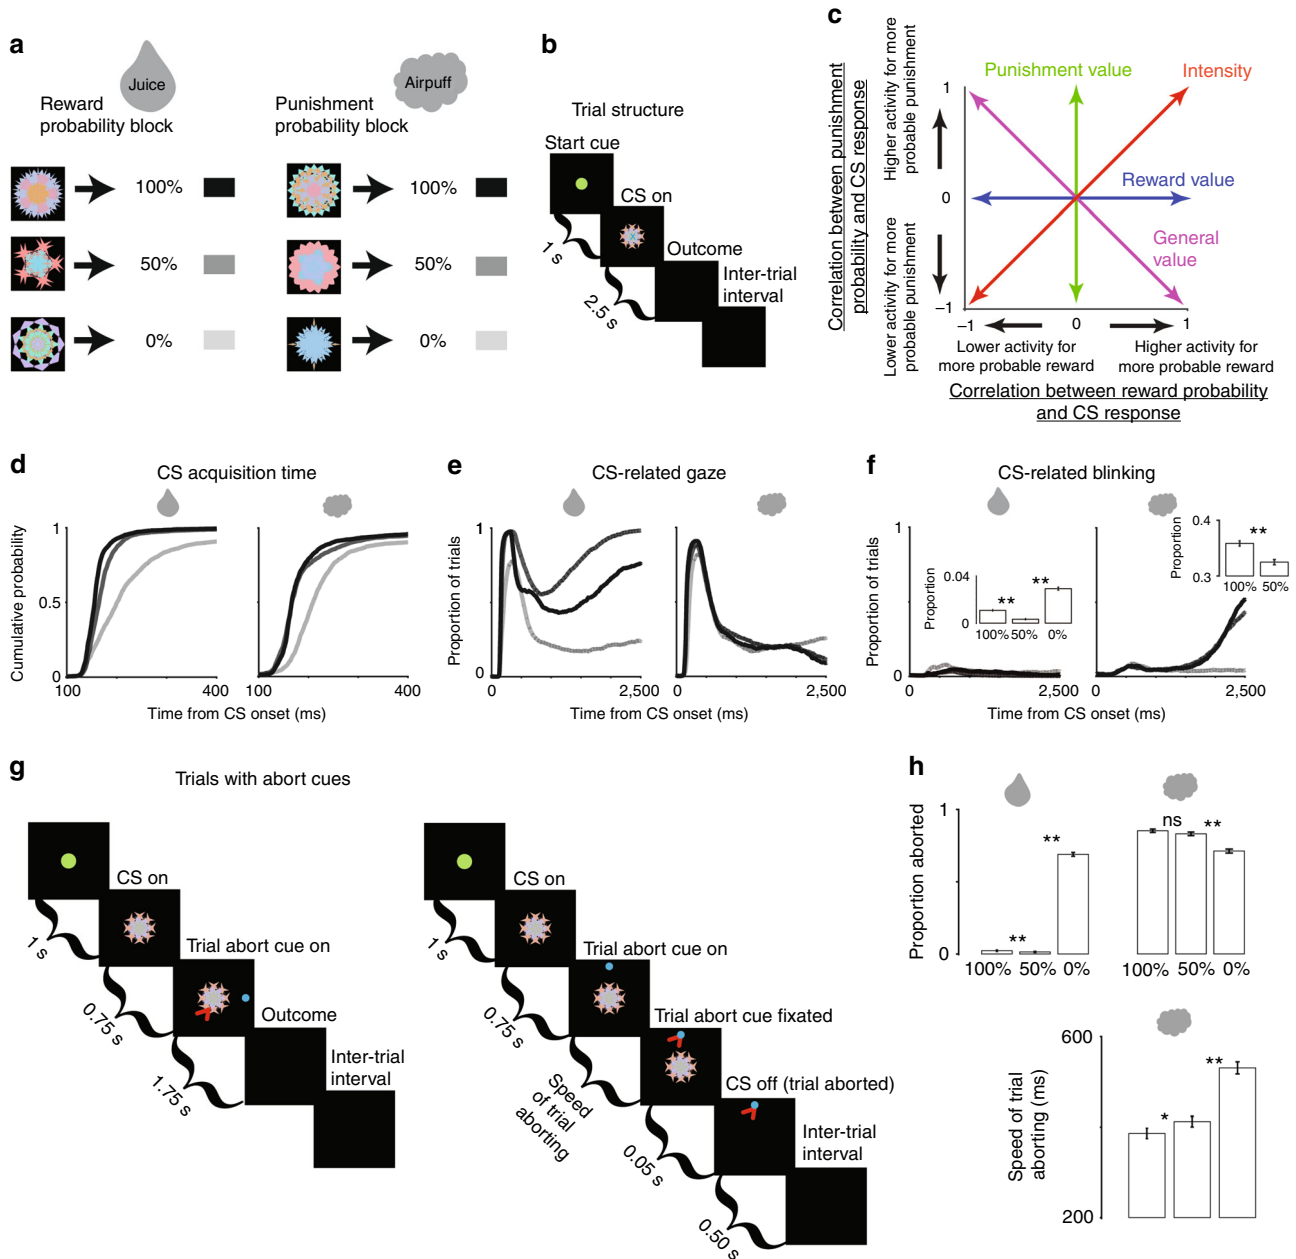 a
Juice
Reward
probability block
100%
50%
0%
Airpuff
Punishment
probability block
100%
50%
0%
b
Trial structure
Start cue
CS on
Outcome
Inter-trial
interval
1 s
2.5 s
c
Correlation between punishment
probability and CS response
Higher activity for more
probable punishment
Lower activity for more
probable punishment
Punishment value
Intensity
Reward value
General
value
1
0
−1
−1
0
1
Lower activity for
more probable reward
Higher activity for
more probable reward
Correlation between reward probability
and CS response
d
CS acquisition time
Cumulative probability
1
0.5
0
100
400
100
400
Time from CS onset (ms)
e
CS-related gaze
Proportion of trials
1
0
0
2,500
0
2,500
Time from CS onset (ms)
f
CS-related blinking
Proportion of trials
1
0.5
0
Proportion
0.04
0
**
**
100%
50%
0%
0
2,500
Proportion
0.4
0.3
**
100%
50%
0
2,500
Time from CS onset (ms)
g
Trials with abort cues
CS on
Trial abort cue on
Outcome
Inter-trial
interval
1 s
0.75 s
1.75 s
CS on
Trial abort cue on
Trial abort cue fixated
CS off (trial aborted)
Inter-trial
interval
1 s
0.75 s
Speed
of trial
aborting
0.05 s
0.50 s
h
Proportion aborted
1
0
**
**
100%
50%
0%
ns
**
100%
50%
0%
Speed of trial
aborting (ms)
600
200
*
**